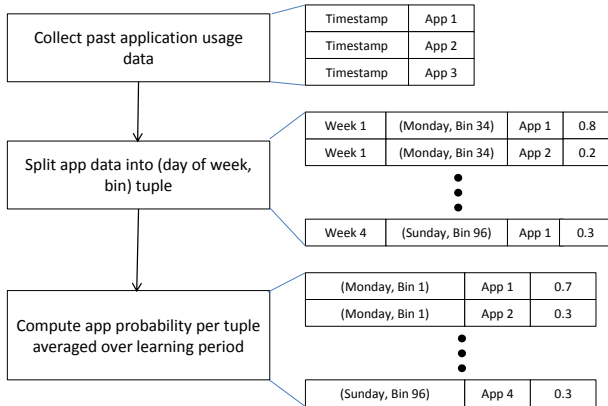 Collect past application usage
data
Timestamp App 1
Timestamp App 2
Timestamp App 3
Split app data into (day of week,
bin) tuple
Week 1 (Monday, Bin 34) App 1 0.8
Week 1 (Monday, Bin 34) App 2 0.2
Week 4 (Sunday, Bin 96) App 1 0.3
Compute app probability per tuple
averaged over learning period
(Monday, Bin 1) App 1 0.7
(Monday, Bin 1) App 2 0.3
(Sunday, Bin 96) App 4 0.3